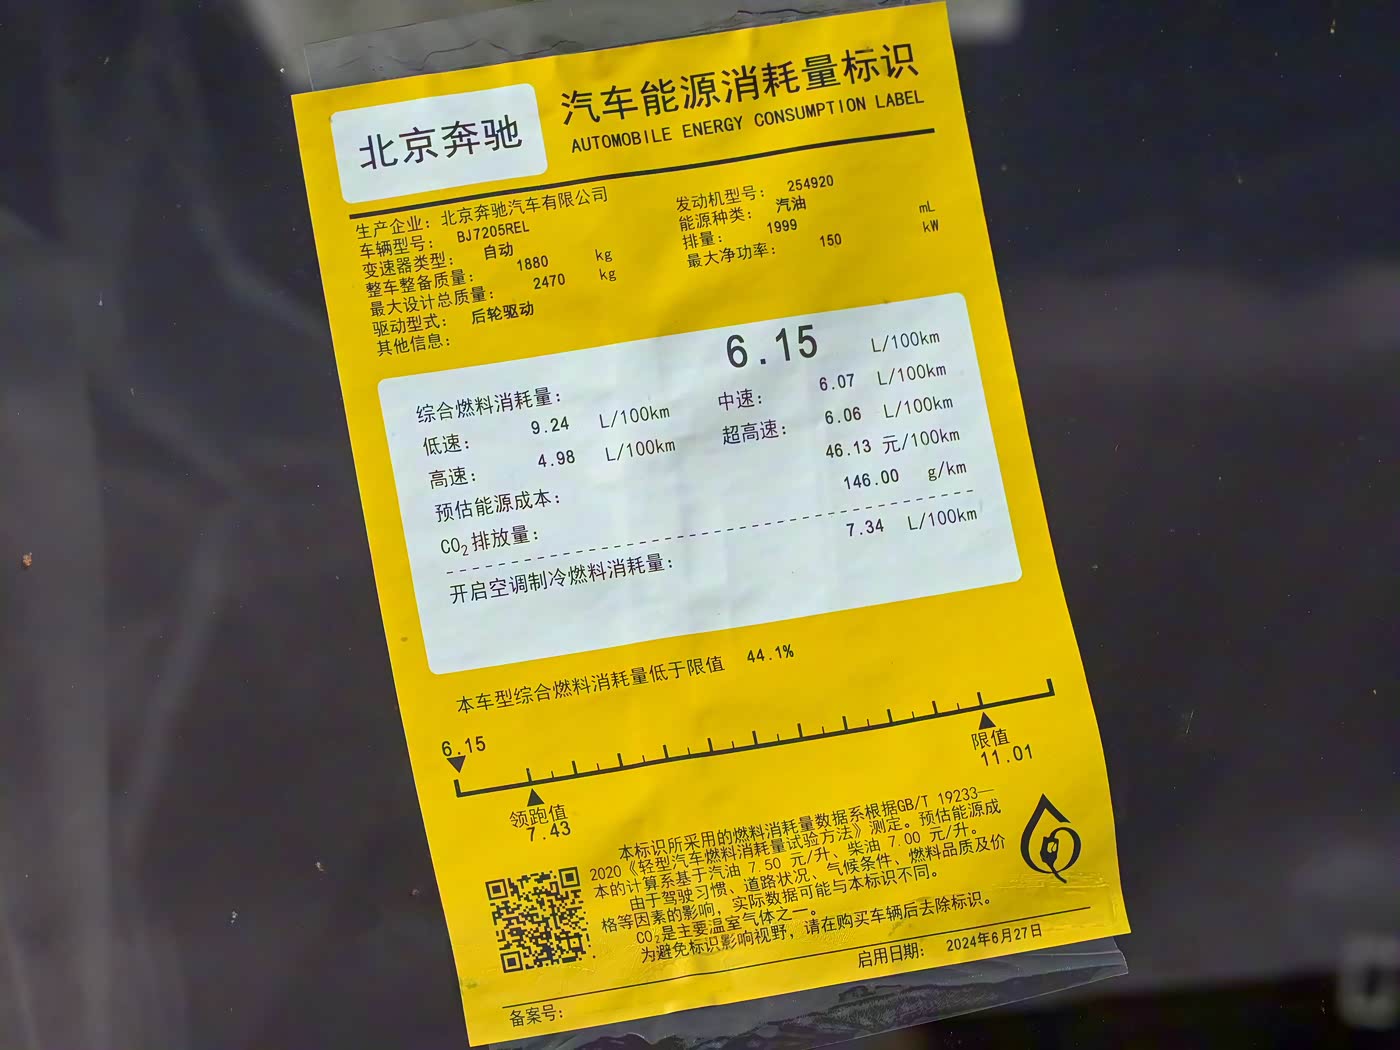 北京奔驰
汽车能源消耗量标识
AUTOMOBILE ENERGY CONSUMPTION LABEL
生产企业: 北京奔驰汽车有限公司
车辆型号: BJ7205REL
变速器类型: 自动
整车整备质量: 1880 kg
最大设计总质量: 2470 kg
驱动型式: 后轮驱动
其他信息:
发动机型号: 254920
能源种类: 汽油
排量: 1999 mL
最大净功率: 150 kW
综合燃料消耗量: 6.15 L/100km
低速: 9.24 L/100km 中速: 6.07 L/100km
高速: 4.98 L/100km 超高速: 6.06 L/100km
预估能源成本: 46.13 元/100km
CO₂排放量: 146.00 g/km
开启空调制冷燃料消耗量: 7.34 L/100km
本车型综合燃料消耗量低于限值 44.1%
6.15
领跑值
7.43
限值
11.01
本标识所采用的燃料消耗量数据系根据GB/T 19233—
2020《轻型汽车燃料消耗量试验方法》测定。预估能源成
本的计算系基于汽油 7.50 元/升、柴油 7.00 元/升。
由于驾驶习惯、道路状况、气候条件、燃料品质及价
格等因素的影响，实际数据可能与本标识不同。
CO₂是主要温室气体之一。
为避免标识影响视野，请在购买车辆后去除标识。
启用日期: 2024年6月27日
备案号: